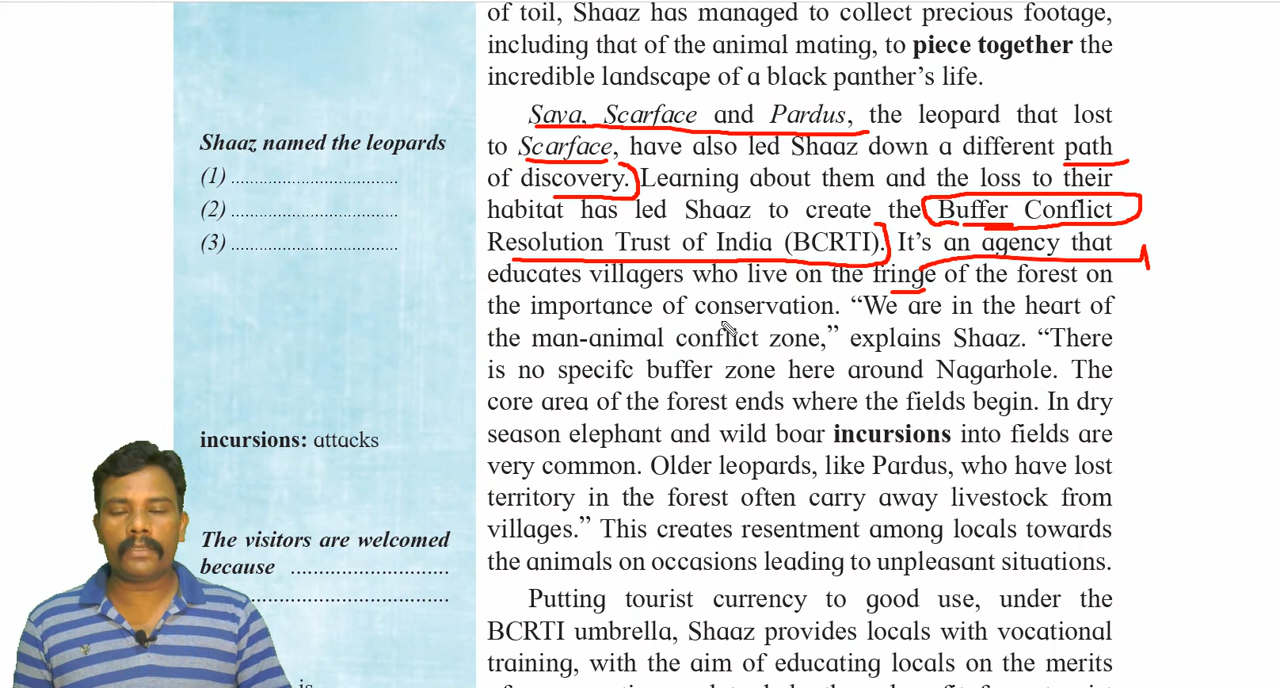 of toil, Shaaz has managed to collect precious footage,
including that of the animal mating, to piece together the
incredible landscape of a black panther's life.
Sava, Scarface and Pardus, the leopard that lost
to Scarface, have also led Shaaz down a different path
of discovery. Learning about them and the loss to their
habitat has led Shaaz to create the Buffer Conflict
Resolution Trust of India (BCRTI). It's an agency that
educates villagers who live on the fringe of the forest on
the importance of conservation. “We are in the heart of
the man-animal conflict zone,” explains Shaaz. “There
is no specifc buffer zone here around Nagarhole. The
core area of the forest ends where the fields begin. In dry
season elephant and wild boar incursions into fields are
very common. Older leopards, like Pardus, who have lost
territory in the forest often carry away livestock from
villages.” This creates resentment among locals towards
the animals on occasions leading to unpleasant situations.
Putting tourist currency to good use, under the
BCRTI umbrella, Shaaz provides locals with vocational
training, with the aim of educating locals on the merits
Shaaz named the leopards
(1) ..........................................
(2) ..........................................
(3) ..........................................
incursions: attacks
The visitors are welcomed
because ........................................
..................................................
is